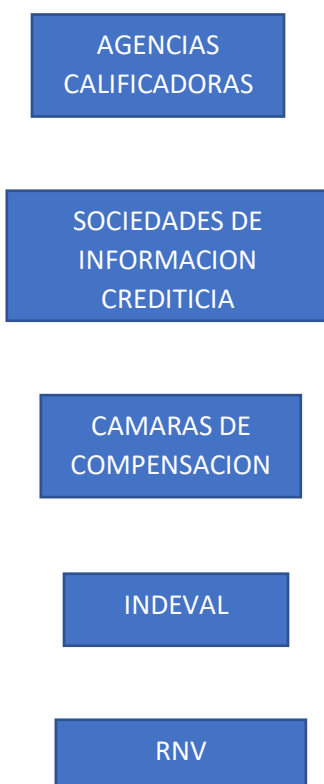 AGENCIAS
CALIFICADORAS
SOCIEDADES DE
INFORMACION
CREDITICIA
CAMARAS DE
COMPENSACION
INDEVAL
RNV